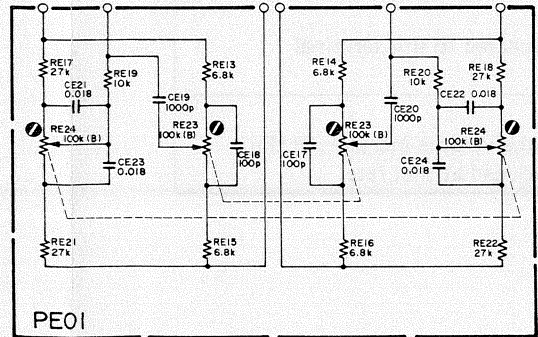 RE17
27k
CE21
0.018
RE19
10k
CE19
1000p
RE13
6.8k
RE14
6.8k
CE20
1000p
RE20
10k
RE18
27k
CE22 0.018
RE24
100k (B)
RE23
100k (B)
RE23
100k (B)
RE24
100k (B)
CE23
0.018
CE18
100p
CE17
100p
CE24
0.018
RE21
27k
RE15
6.8k
RE16
6.8k
RE22
27k
PE01